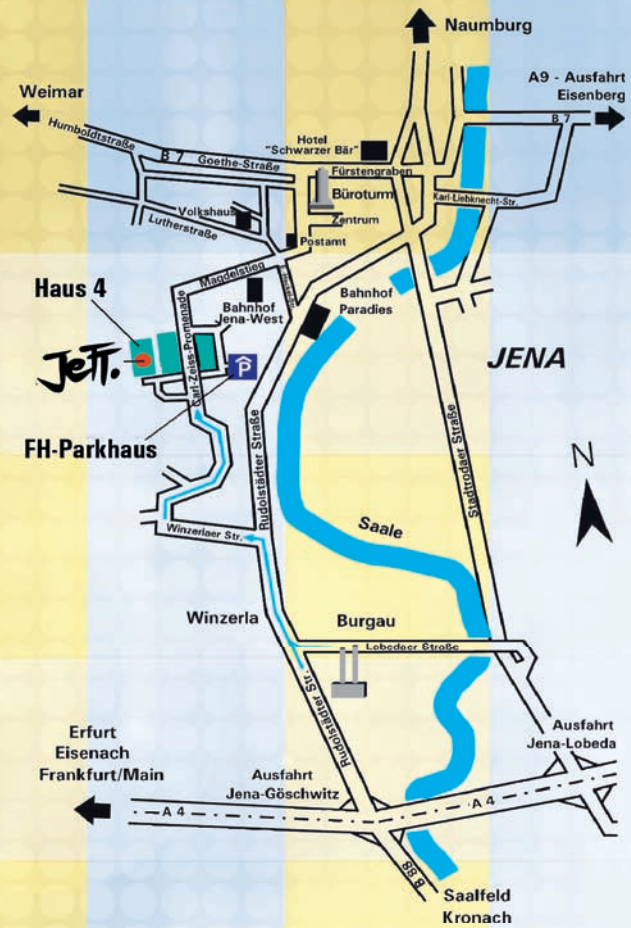 Naumburg
A9 - Ausfahrt
Eisenberg
Weimar
B 7
Humboldtstraße
B 7
Goethe-Straße
Hotel
"Schwarzer Bär"
Fürstengraben
Büroturm
Karl-Liebknecht-Str.
Volkshaus
Zentrum
Lutherstraße
Postamt
Magdelstieg
Haus 4
Bahnhof
Jena-West
Bahnhof
Paradies
JeTT.
Carl-Zeiss-Promenade
P
JENA
FH-Parkhaus
Rudolstädter Straße
Stadtrodaer Straße
N
Saale
Winzerlaer Str.
Winzerla
Burgau
Lobedaer Straße
Rudolstädter Str.
Erfurt
Eisenach
Frankfurt/Main
Ausfahrt
Jena-Göschwitz
Ausfahrt
Jena-Lobeda
A 4
A 4
B 88
Saalfeld
Kronach